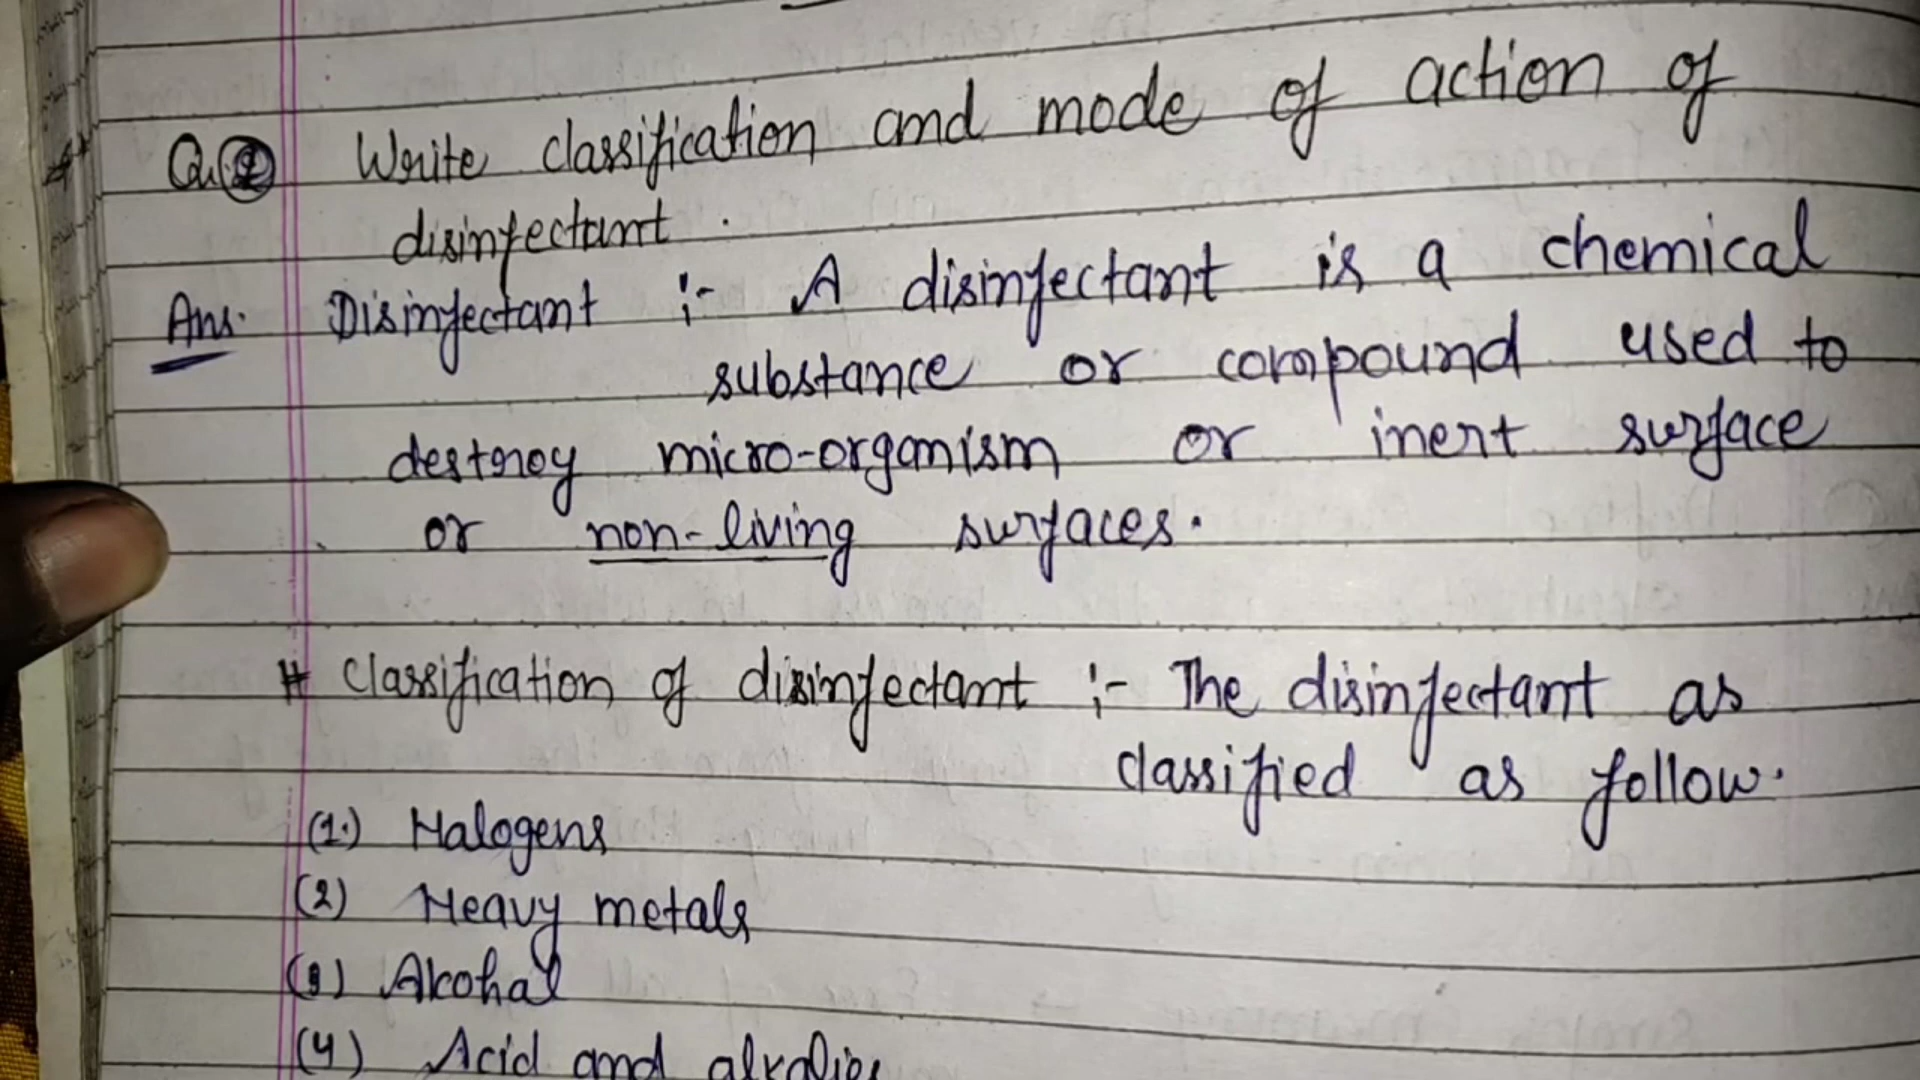 Q.② Write classification and mode of action of
disinfectant.
Ans. Disinfectant :- A disinfectant is a chemical
substance or compound used to
destroy micro-organism or inert surface
or non-living surfaces.
# Classification of disinfectant :- The disinfectant as
classified as follow.
(1.) Halogens
(2) Heavy metals
(3) Alcohal
(4) Acid and alkalies